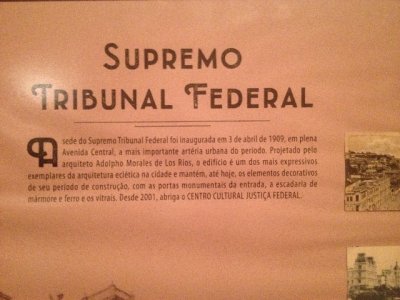 SUPREMO
TRIBUNAL FEDERAL
A sede do Supremo Tribunal Federal foi inaugurada em 3 de abril de 1909, em plena
Avenida Central, a mais importante artéria urbana do período. Projetado pelo
arquiteto Adolpho Morales de Los Rios, o edifício é um dos mais expressivos
exemplares da arquitetura eclética na cidade e mantém, até hoje, os elementos decorativos
de seu período de construção, com as portas monumentais da entrada, a escadaria de
mármore e ferro e os vitrais. Desde 2001, abriga o CENTRO CULTURAL JUSTIÇA FEDERAL.